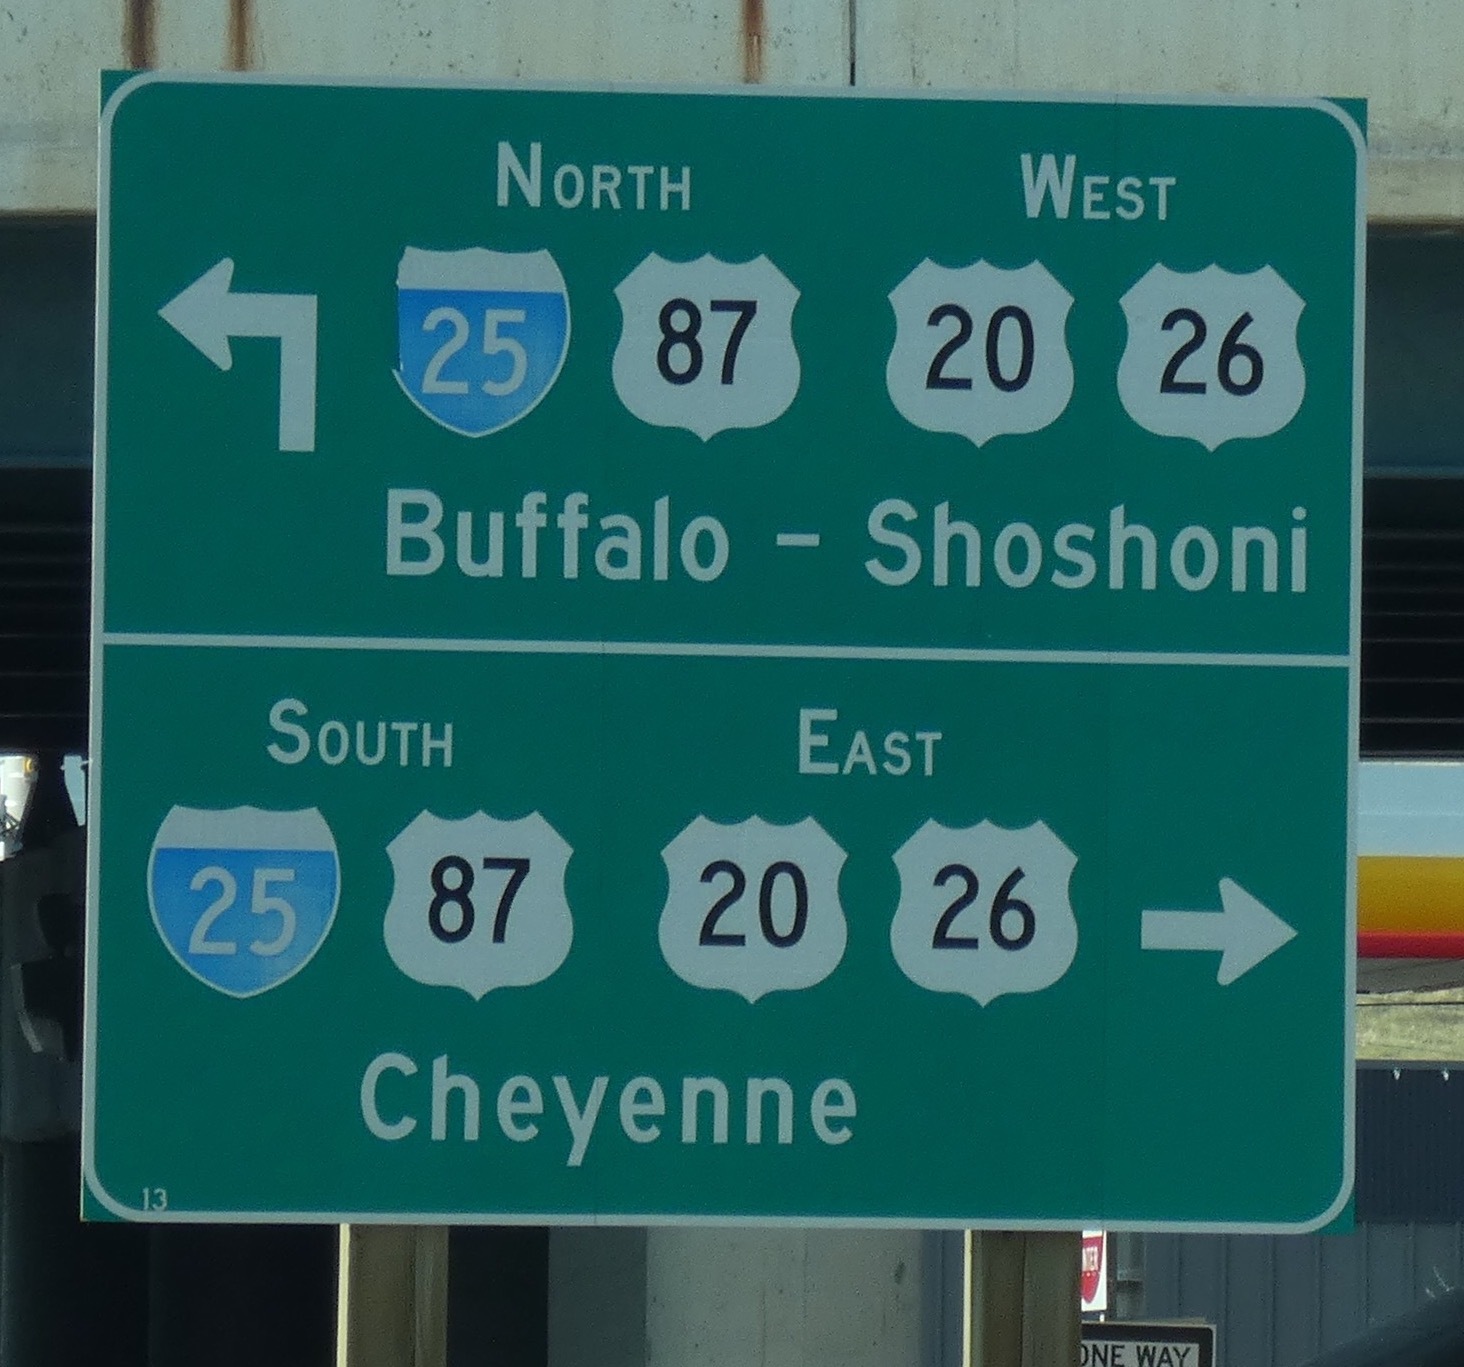 NORTH WEST
25 87 20 26
Buffalo - Shoshoni
SOUTH EAST
25 87 20 26
Cheyenne
13
ONE WAY